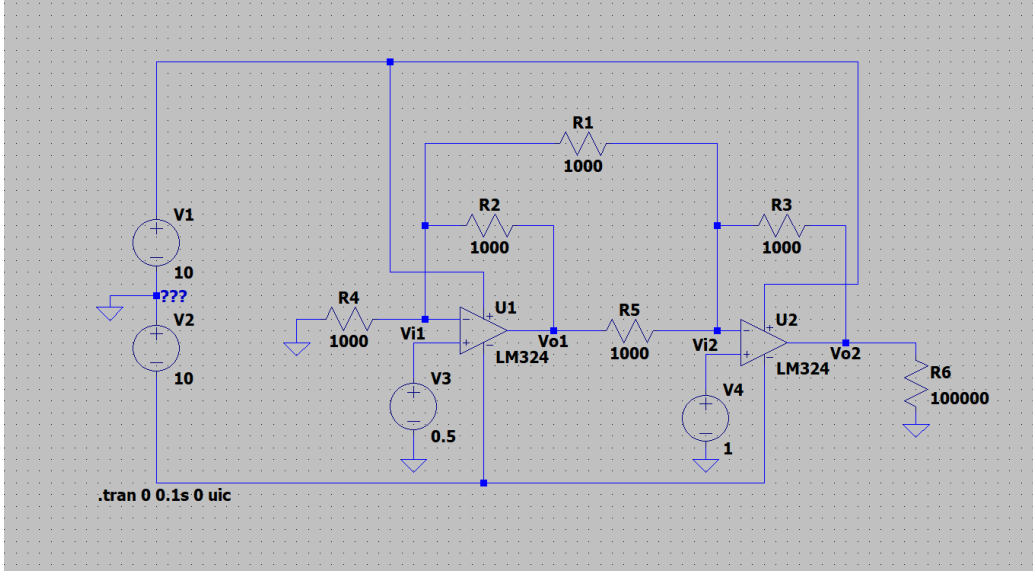 R1
1000
V1
10
R2
1000
R3
1000
???
V2
10
R4
1000
Vi1
U1
LM324
Vo1
R5
1000
Vi2
U2
LM324
Vo2
V3
0.5
V4
1
R6
100000
.tran 0 0.1s 0 uic